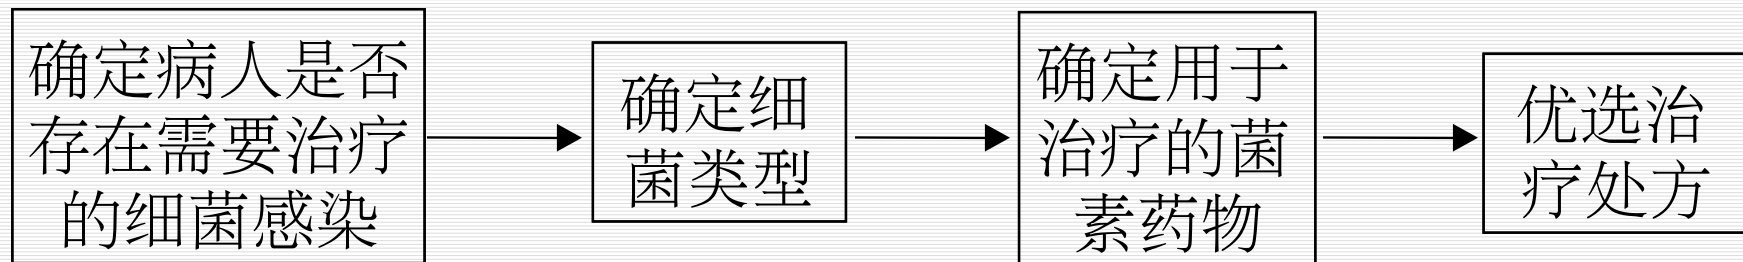 确定病人是否
存在需要治疗
的细菌感染
确定细
菌类型
确定用于
治疗的菌
素药物
优选治
疗处方